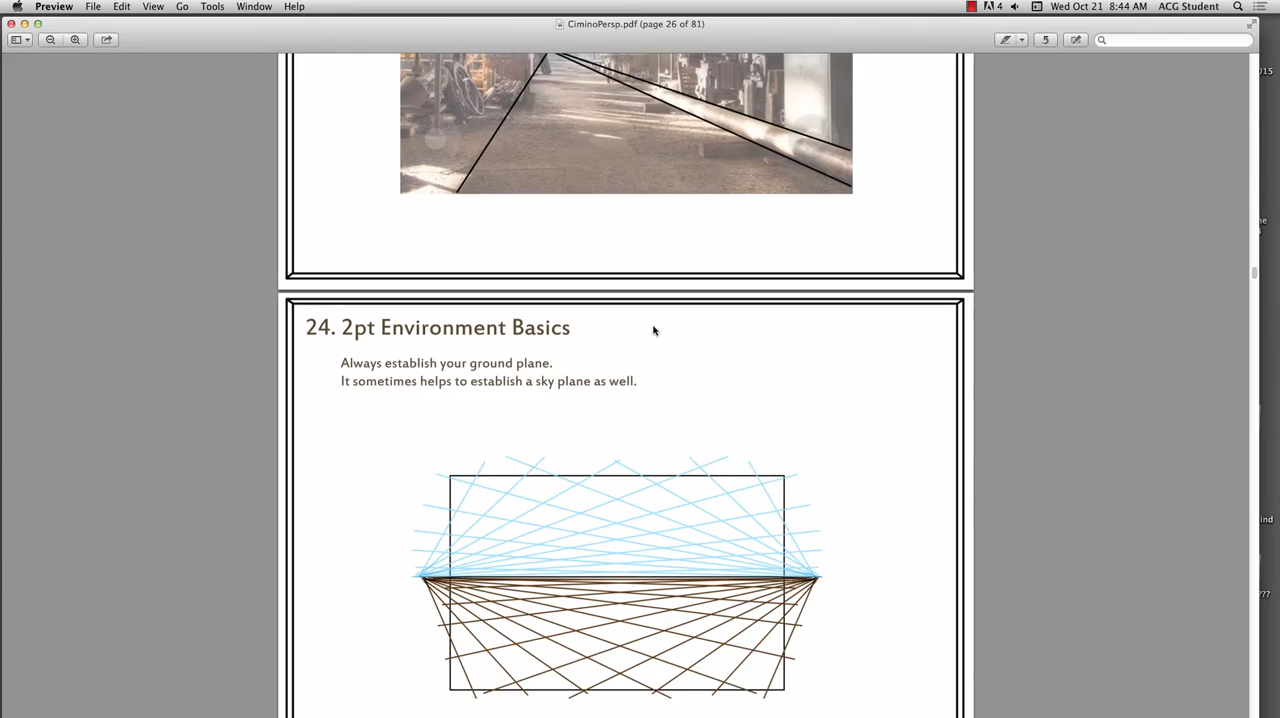 Preview File Edit View Go Tools Window Help
4 Wed Oct 21 8:44 AM ACG Student
CiminoPersp.pdf (page 26 of 81)
015
24. 2pt Environment Basics
Always establish your ground plane.
It sometimes helps to establish a sky plane as well.
ind
???